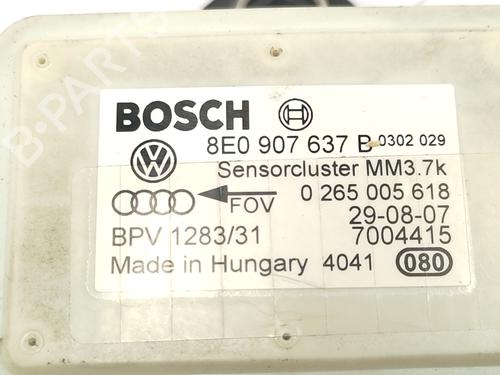 BOSCH
8E0 907 637 B 0302 029
Sensorcluster MM3.7k
FOV 0 265 005 618
29-08-07
BPV 1283/31 7004415
Made in Hungary 4041 080
B-Parts